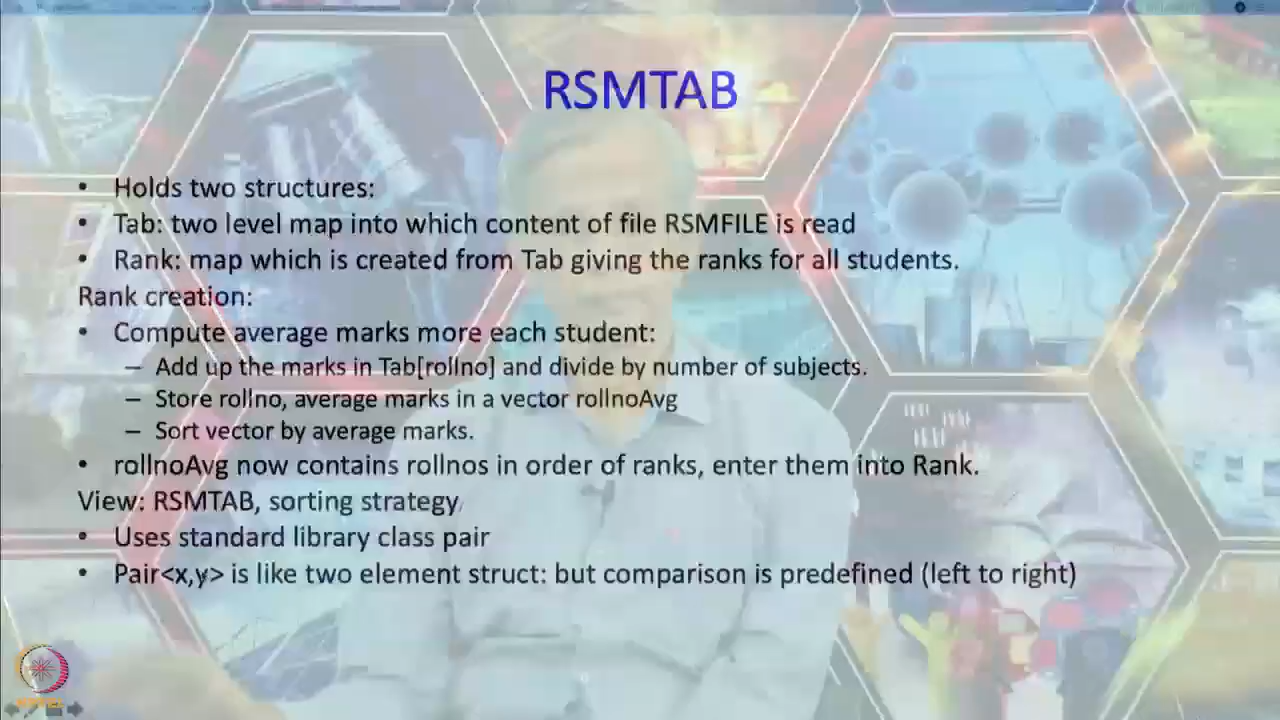 RSMTAB
• Holds two structures:
• Tab: two level map into which content of file RSMFILE is read
• Rank: map which is created from Tab giving the ranks for all students.
Rank creation:
• Compute average marks more each student:
– Add up the marks in Tab[rollno] and divide by number of subjects.
– Store rollno, average marks in a vector rollnoAvg
– Sort vector by average marks.
• rollnoAvg now contains rollnos in order of ranks, enter them into Rank.
View: RSMTAB, sorting strategy
• Uses standard library class pair
• Pair<x,y> is like two element struct: but comparison is predefined (left to right)